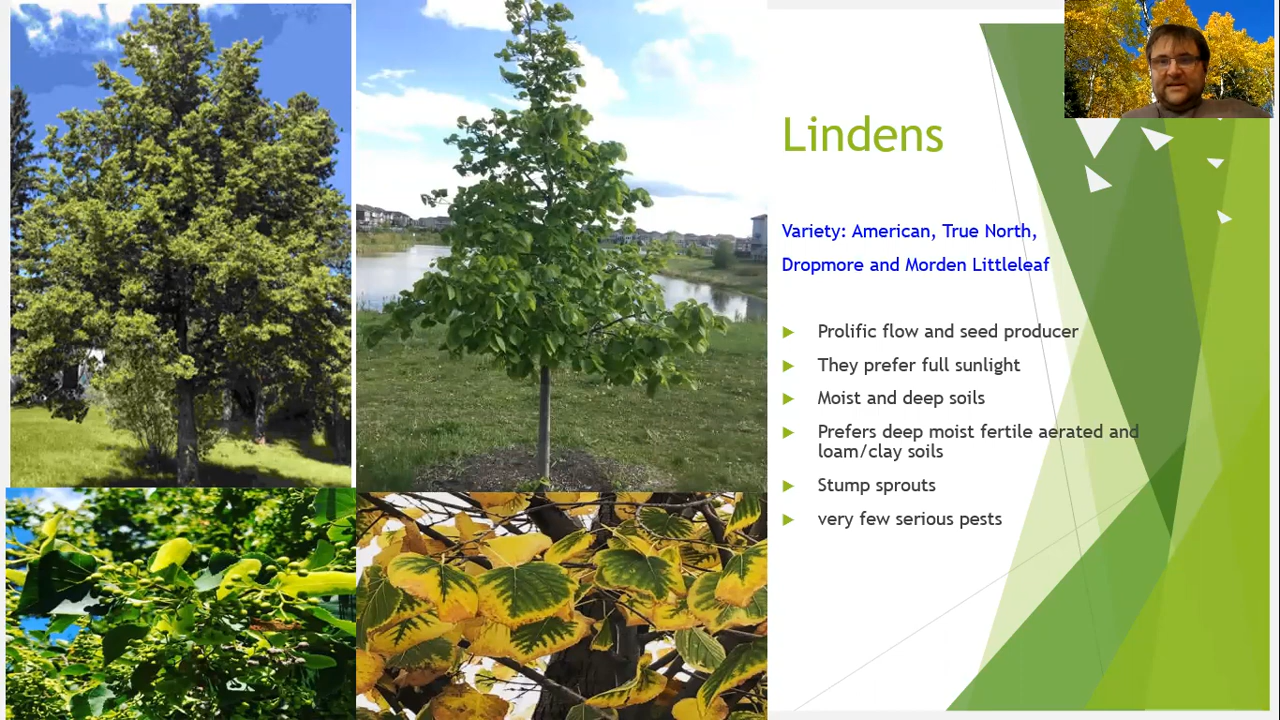 Lindens
Variety: American, True North,
Dropmore and Morden Littleleaf
Prolific flow and seed producer
They prefer full sunlight
Moist and deep soils
Prefers deep moist fertile aerated and
loam/clay soils
Stump sprouts
very few serious pests